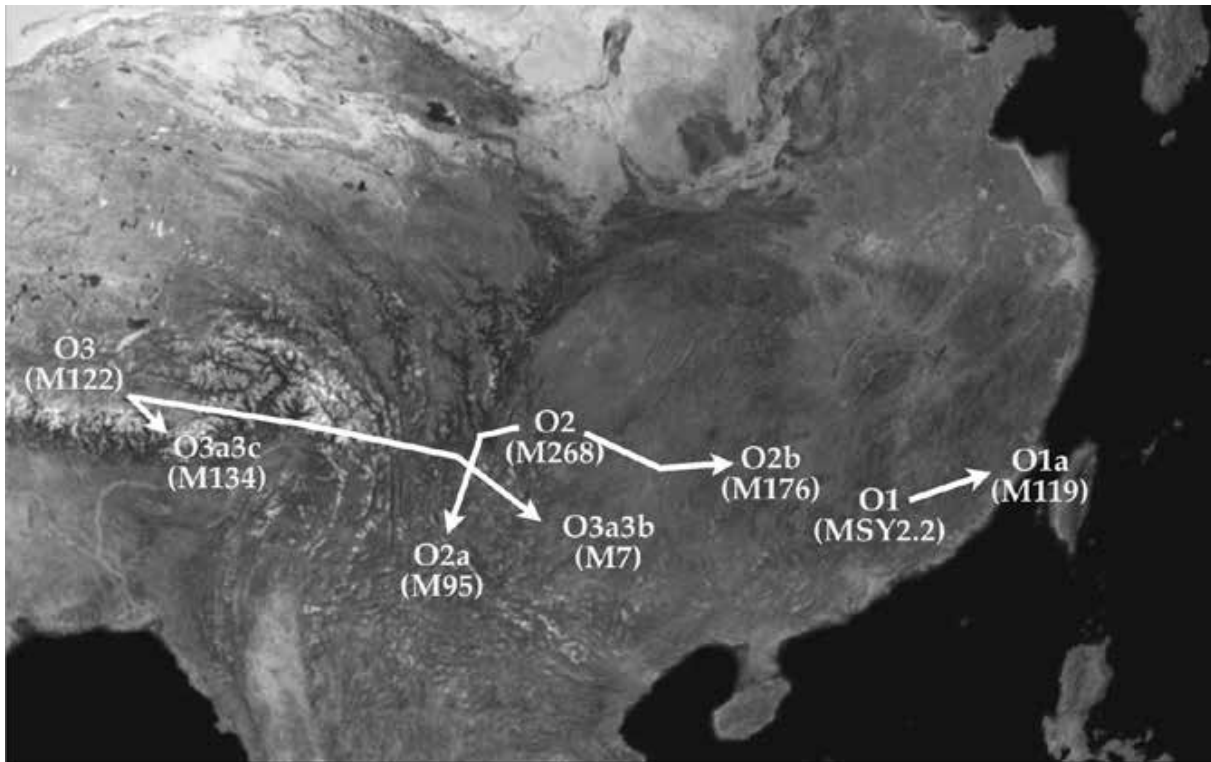 O3
(M122)
O3a3c
(M134)
O2
(M268)
O2b
(M176)
O1a
(M119)
O1
(MSY2.2)
O3a3b
(M7)
O2a
(M95)